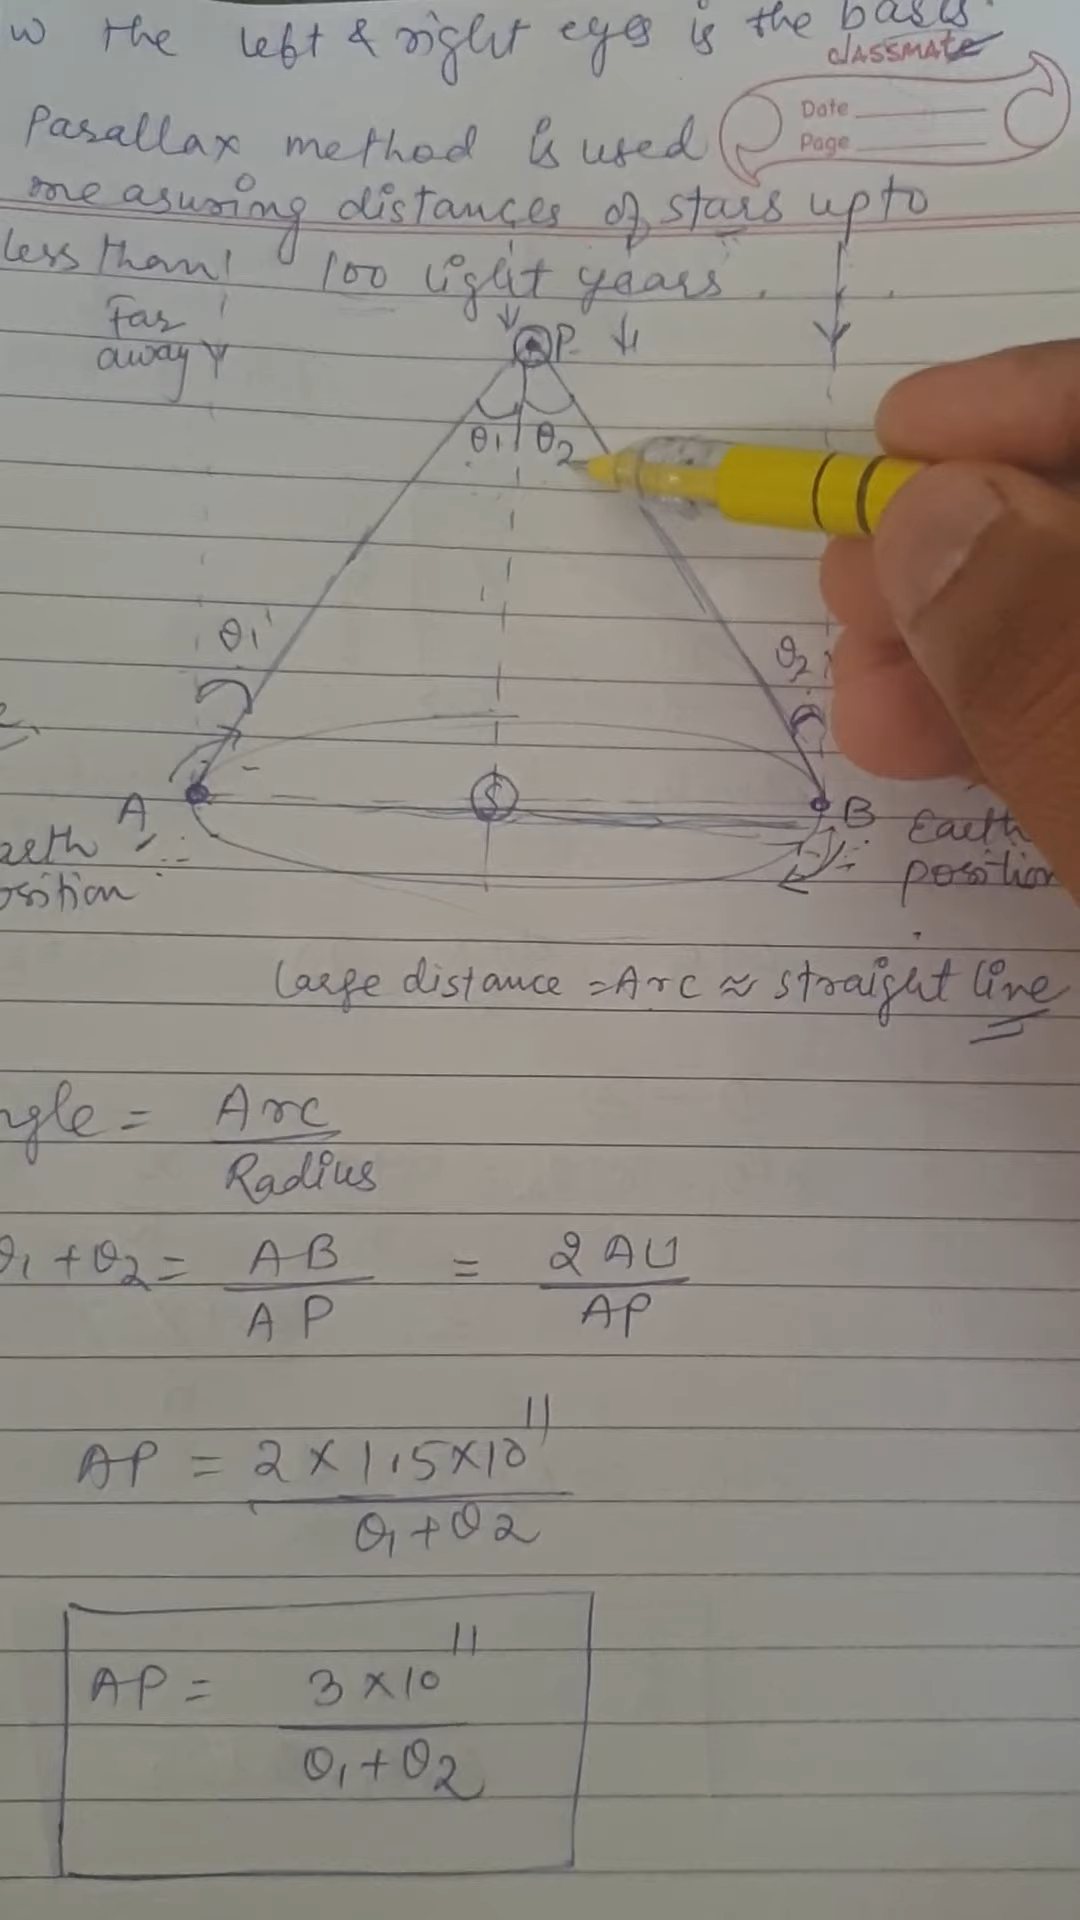 w the left & right eyes is the basis.
classmate
Date
Page
Parallax method is used
measuring distances of stars upto
less than 100 light years.
Far
away
P
θ1 θ2
θ1
θ2
A
S
B
Earth
position
osition
large distance = Arc ≈ straight line
ngle = Arc
Radius
θ1 + θ2 = AB = 2 AU
AP AP
AP = 2 × 1.5 × 10^11
θ1 + θ2
AP = 3 × 10^11
θ1 + θ2